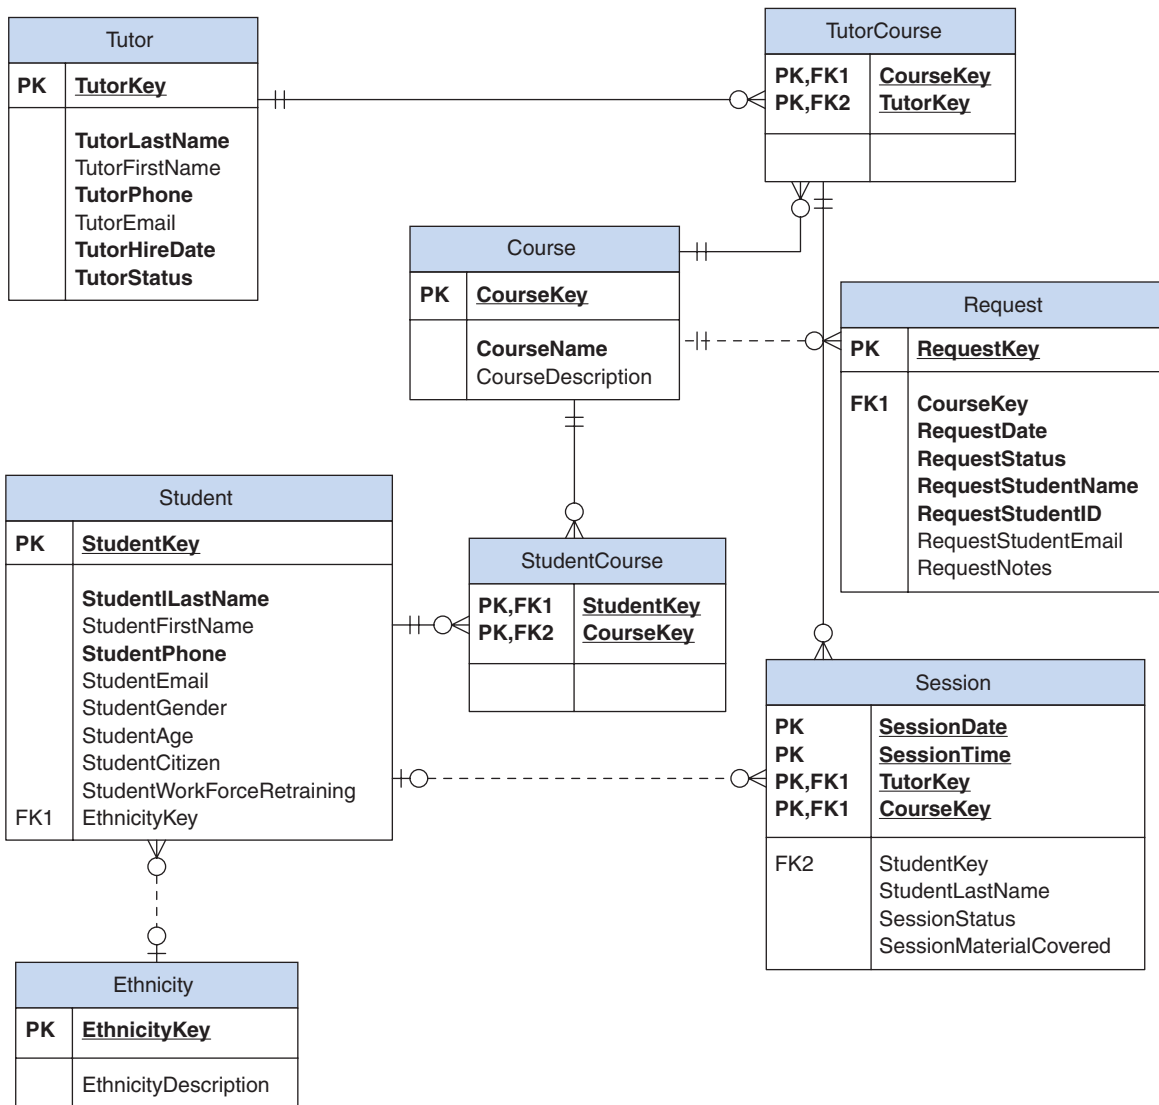 Tutor
PK TutorKey
TutorLastName
TutorFirstName
TutorPhone
TutorEmail
TutorHireDate
TutorStatus
TutorCourse
PK,FK1 CourseKey
PK,FK2 TutorKey
Course
PK CourseKey
CourseName
CourseDescription
Request
PK RequestKey
FK1 CourseKey
RequestDate
RequestStatus
RequestStudentName
RequestStudentID
RequestStudentEmail
RequestNotes
Student
PK StudentKey
StudentILastName
StudentFirstName
StudentPhone
StudentEmail
StudentGender
StudentAge
StudentCitizen
StudentWorkForceRetraining
FK1 EthnicityKey
StudentCourse
PK,FK1 StudentKey
PK,FK2 CourseKey
Session
PK SessionDate
PK SessionTime
PK,FK1 TutorKey
PK,FK1 CourseKey
FK2 StudentKey
StudentLastName
SessionStatus
SessionMaterialCovered
Ethnicity
PK EthnicityKey
EthnicityDescription